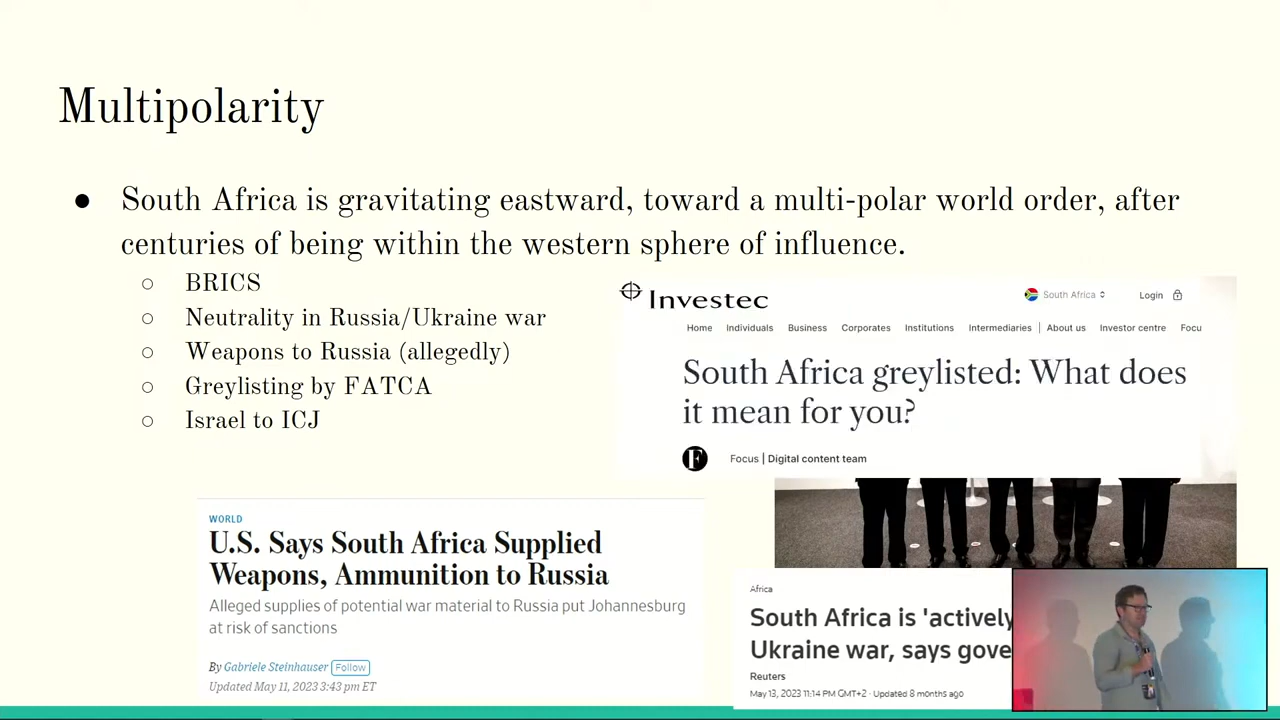 Multipolarity
● South Africa is gravitating eastward, toward a multi-polar world order, after
centuries of being within the western sphere of influence.
○ BRICS
○ Neutrality in Russia/Ukraine war
○ Weapons to Russia (allegedly)
○ Greylisting by FATCA
○ Israel to ICJ
Investec
South Africa
Login
Home Individuals Business Corporates Institutions Intermediaries | About us Investor centre Focu
South Africa greylisted: What does
it mean for you?
F
Focus | Digital content team
WORLD
U.S. Says South Africa Supplied
Weapons, Ammunition to Russia
Alleged supplies of potential war material to Russia put Johannesburg
at risk of sanctions
By Gabriele Steinhauser Follow
Updated May 11, 2023 3:43 pm ET
Africa
South Africa is 'actively
Ukraine war, says gove
Reuters
May 13, 2023 11:14 PM GMT+2 · Updated 8 months ago